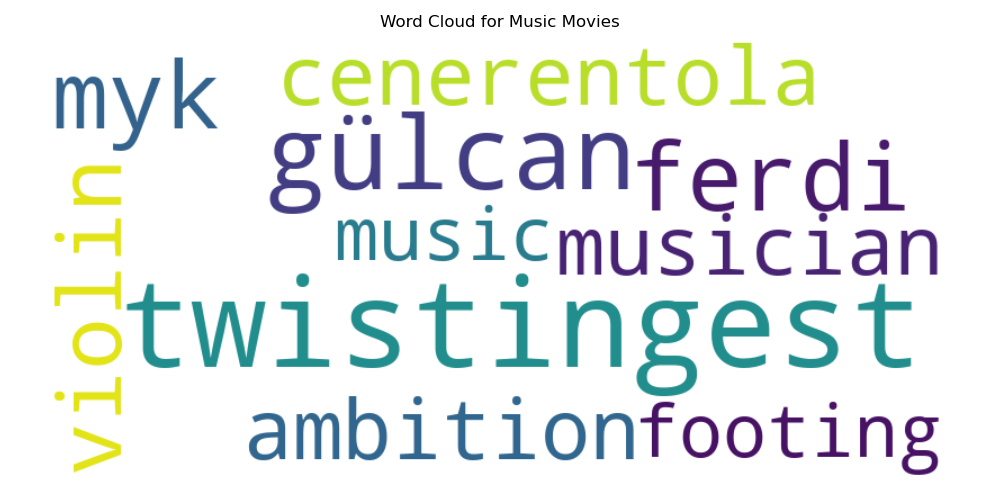 Word Cloud for Music Movies
myk
cenerentola
gülcan
ferdi
violin
music
musician
twistingest
ambition
footing